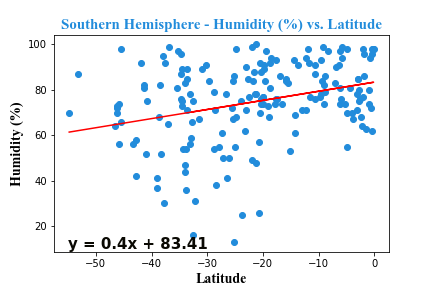 Southern Hemisphere - Humidity (%) vs. Latitude
100
80
60
40
20
Humidity (%)
y = 0.4x + 83.41
−50
−40
−30
−20
−10
0
Latitude